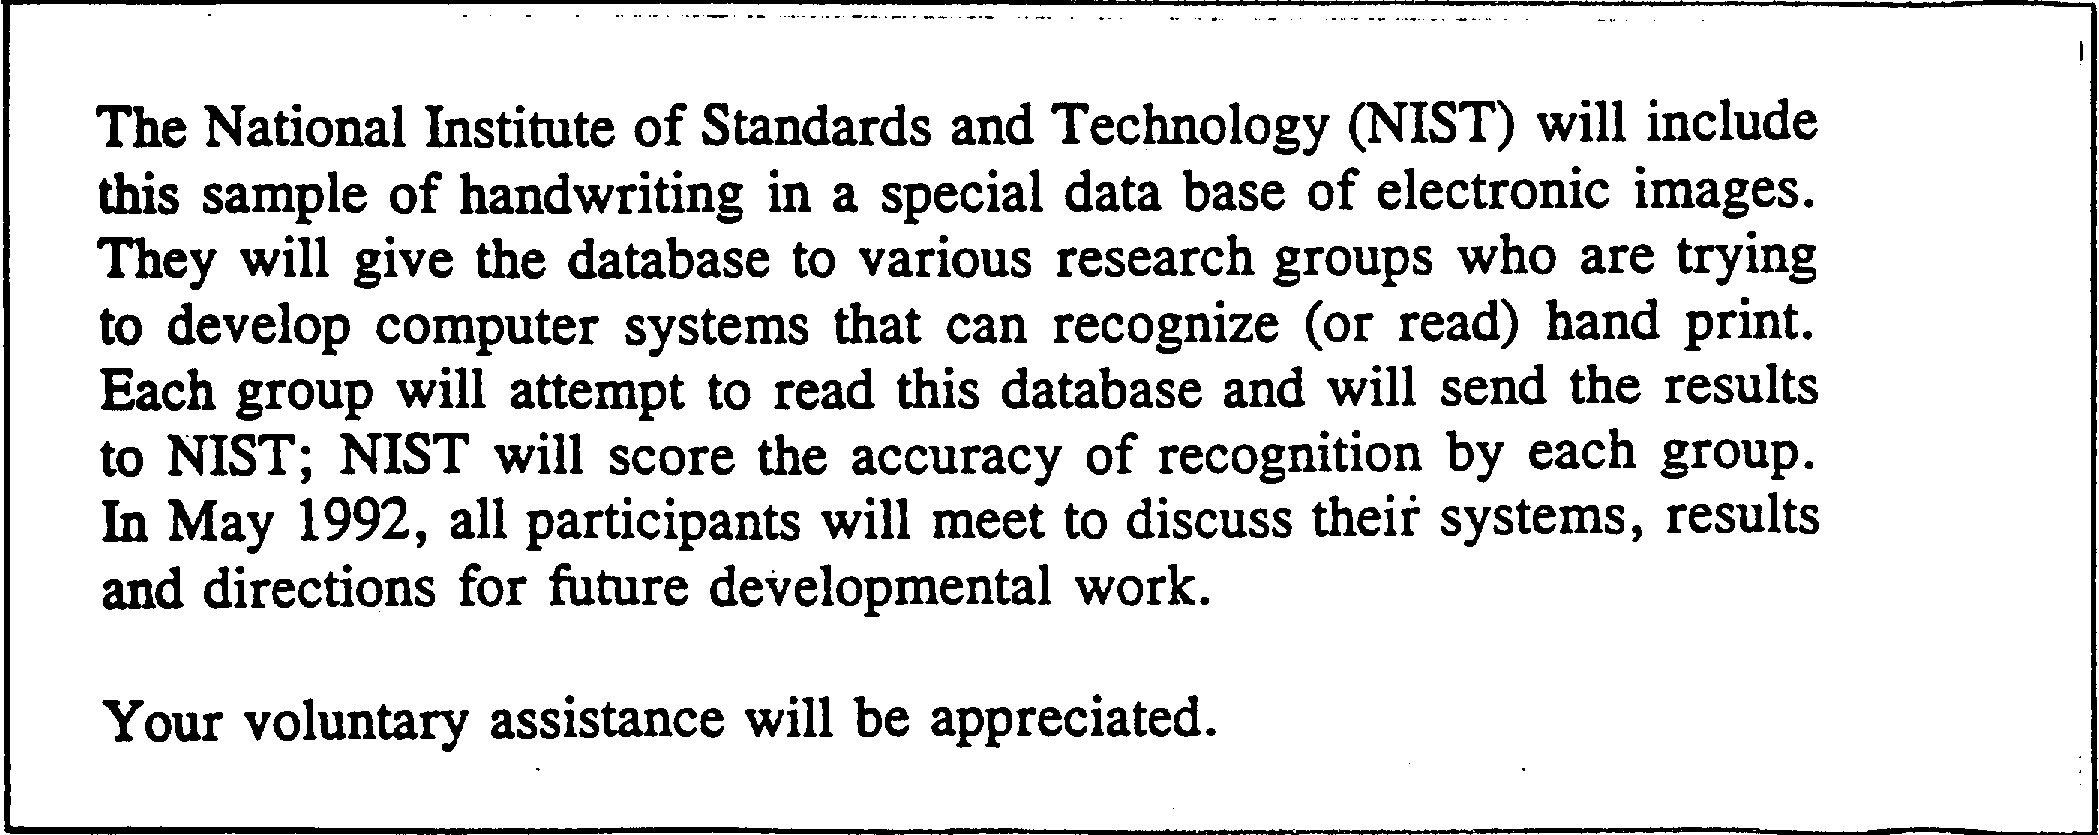 The National Institute of Standards and Technology (NIST) will include
this sample of handwriting in a special data base of electronic images.
They will give the database to various research groups who are trying
to develop computer systems that can recognize (or read) hand print.
Each group will attempt to read this database and will send the results
to NIST; NIST will score the accuracy of recognition by each group.
In May 1992, all participants will meet to discuss their systems, results
and directions for future developmental work.
Your voluntary assistance will be appreciated.